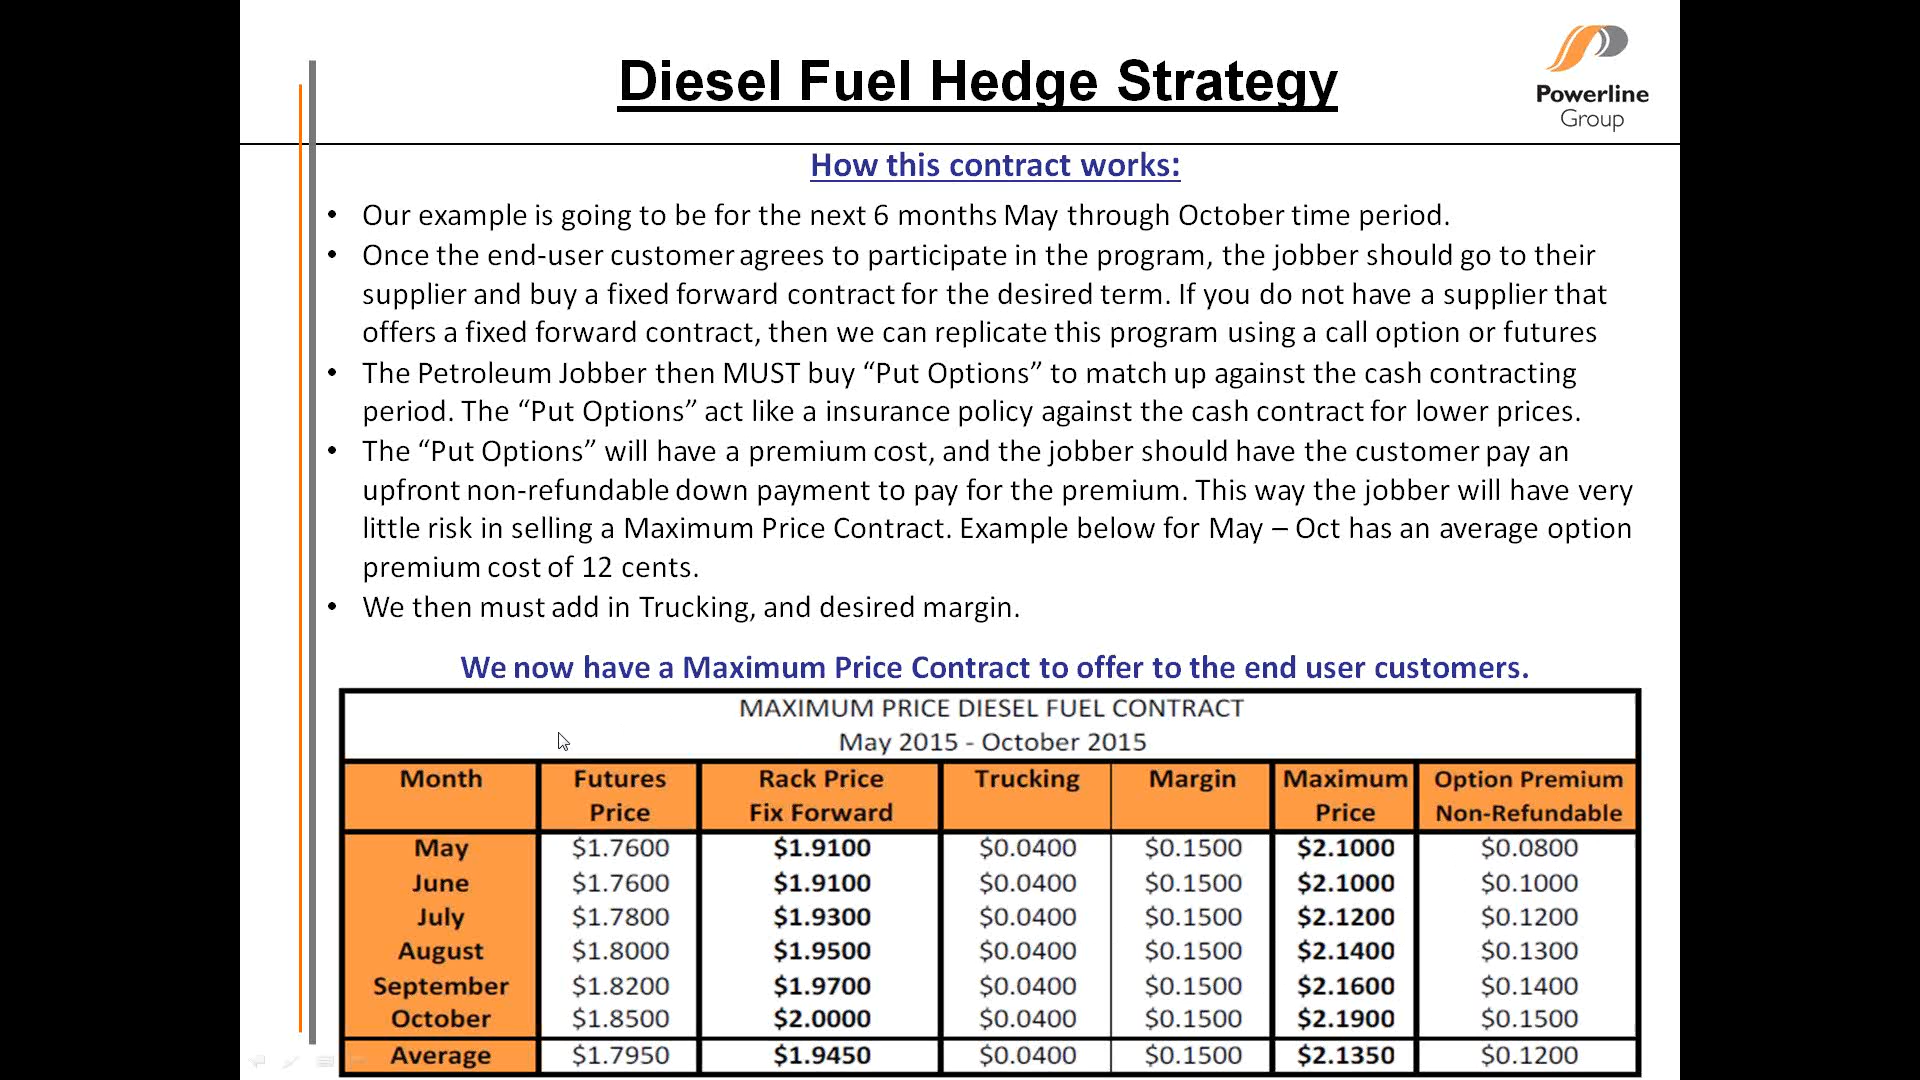 Diesel Fuel Hedge Strategy
Powerline
Group
How this contract works:
• Our example is going to be for the next 6 months May through October time period.
• Once the end-user customer agrees to participate in the program, the jobber should go to their
supplier and buy a fixed forward contract for the desired term. If you do not have a supplier that
offers a fixed forward contract, then we can replicate this program using a call option or futures
• The Petroleum Jobber then MUST buy “Put Options” to match up against the cash contracting
period. The “Put Options” act like a insurance policy against the cash contract for lower prices.
• The “Put Options” will have a premium cost, and the jobber should have the customer pay an
upfront non-refundable down payment to pay for the premium. This way the jobber will have very
little risk in selling a Maximum Price Contract. Example below for May – Oct has an average option
premium cost of 12 cents.
• We then must add in Trucking, and desired margin.
We now have a Maximum Price Contract to offer to the end user customers.
MAXIMUM PRICE DIESEL FUEL CONTRACT
May 2015 - October 2015
Month Futures Rack Price Trucking Margin Maximum Option Premium
Price Fix Forward Price Non-Refundable
May $1.7600 $1.9100 $0.0400 $0.1500 $2.1000 $0.0800
June $1.7600 $1.9100 $0.0400 $0.1500 $2.1000 $0.1000
July $1.7800 $1.9300 $0.0400 $0.1500 $2.1200 $0.1200
August $1.8000 $1.9500 $0.0400 $0.1500 $2.1400 $0.1300
September $1.8200 $1.9700 $0.0400 $0.1500 $2.1600 $0.1400
October $1.8500 $2.0000 $0.0400 $0.1500 $2.1900 $0.1500
Average $1.7950 $1.9450 $0.0400 $0.1500 $2.1350 $0.1200